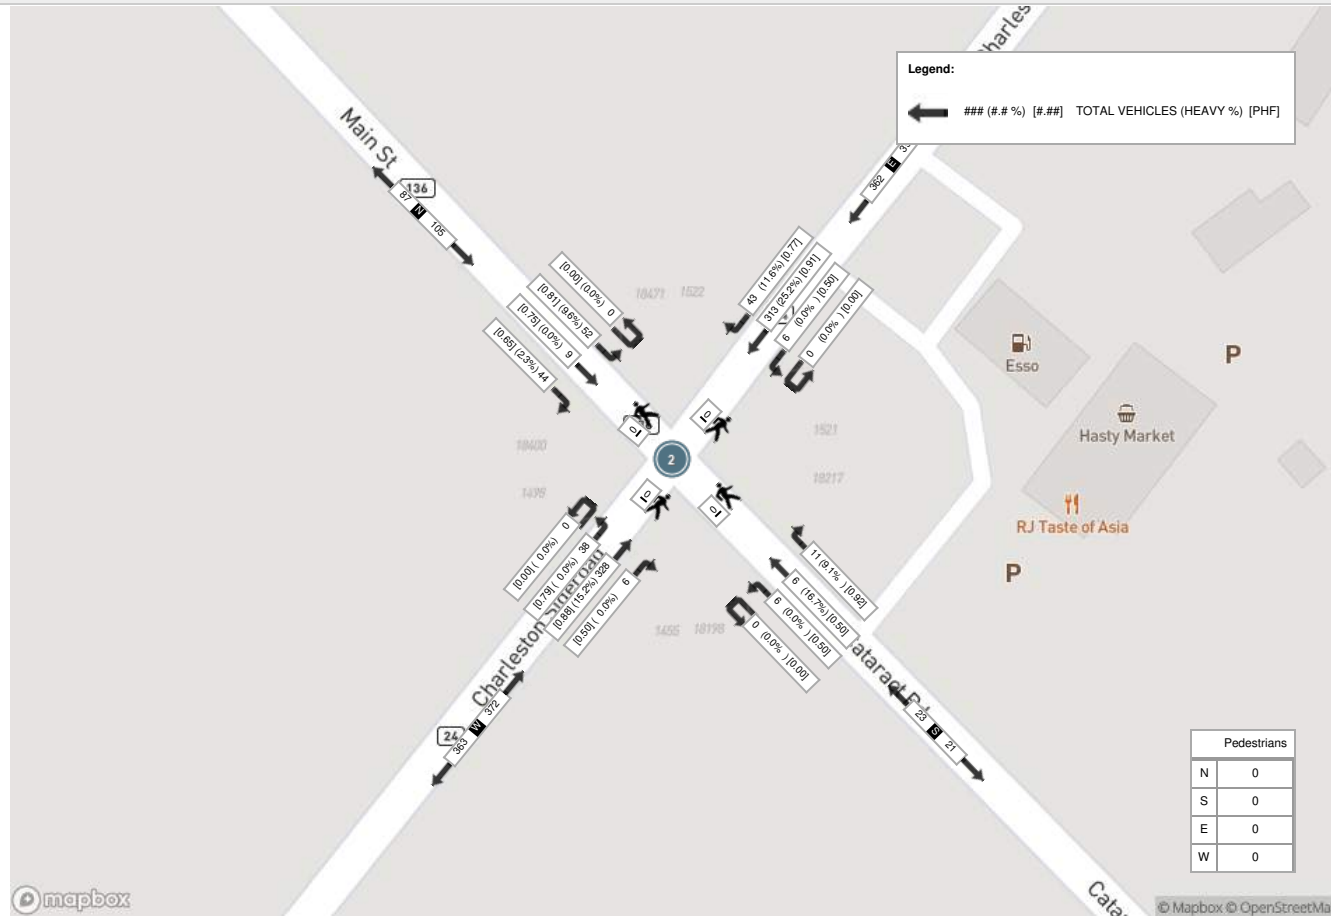 Charles
Legend:
### (#.# %) [#.##] TOTAL VEHICLES (HEAVY %) [PHF]
Main St
136
87 N 105
362 E
[0.00] (0.0%) 0
[0.81] (9.6%) 52
[0.75] (0.0%) 9
[0.65] (2.3%) 44
43 (11.6%) [0.77]
313 (25.2%) [0.91]
6 (0.0% ) [0.50]
0 (0.0% ) [0.00]
18471 1522
Esso
P
Hasty Market
RJ Taste of Asia
P
0
0
2
0
0
18400
1498
1521
18217
[0.00] ( 0.0%) 0
[0.79] ( 0.0%) 38
[0.88] (15.2%) 328
[0.50] ( 0.0%) 6
11 (9.1% ) [0.92]
6 (16.7%) [0.50]
6 (0.0% ) [0.50]
0 (0.0% ) [0.00]
1455 18198
Charleston Sideroad
24
363 W 372
Cataract Rd
23 S 21
Pedestrians
N 0
S 0
E 0
W 0
Cata
mapbox
© Mapbox © OpenStreetMa